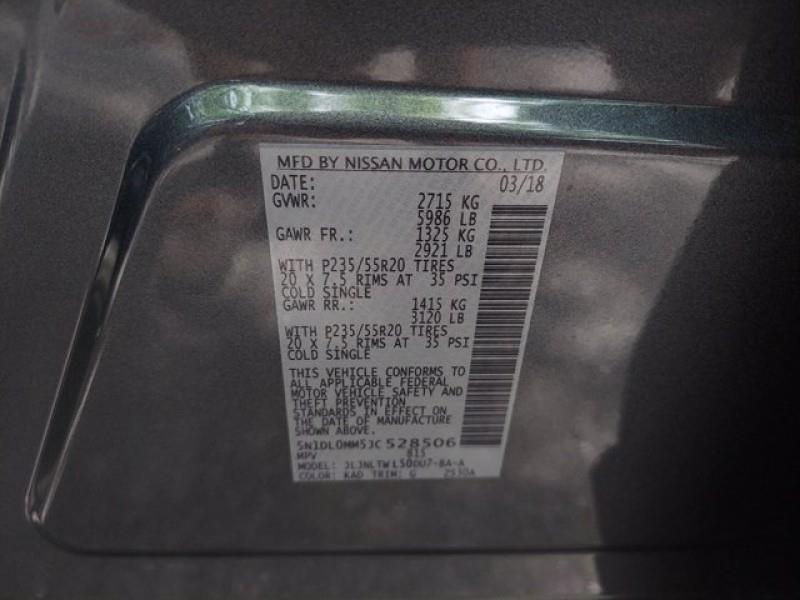 MFD BY NISSAN MOTOR CO., LTD.
DATE: 03/18
GVWR: 2715 KG
5986 LB
GAWR FR.: 1325 KG
2921 LB
WITH P235/55R20 TIRES
20 X 7.5 RIMS AT 35 PSI
COLD SINGLE
GAWR RR.: 1415 KG
3120 LB
WITH P235/55R20 TIRES
20 X 7.5 RIMS AT 35 PSI
COLD SINGLE
THIS VEHICLE CONFORMS TO
ALL APPLICABLE FEDERAL
MOTOR VEHICLE SAFETY AND
THEFT PREVENTION
STANDARDS IN EFFECT ON
THE DATE OF MANUFACTURE
SHOWN ABOVE.
5N1DL0MM5JC 528506
MPV 815
MODEL:
COLOR: KAD TRIM: G 2530A